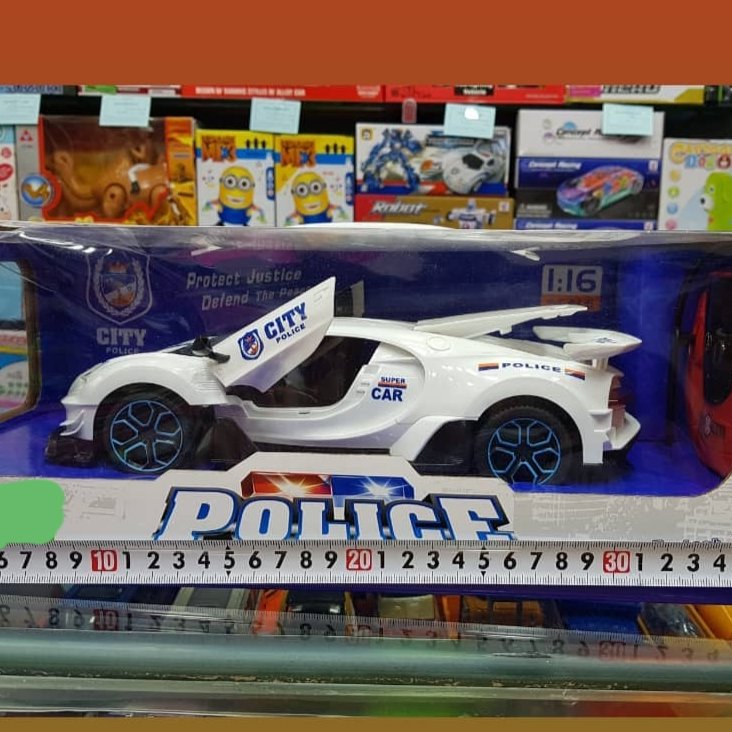 Robot
Concept Racing
Protect Justice
Defend The Peace
1:16
CITY
POLICE
CITY
POLICE
POLICE
SUPER
CAR
POLICE
6 7 8 9 10 1 2 3 4 5 6 7 8 9 20 1 2 3 4 5 6 7 8 9 30 1 2 3 4